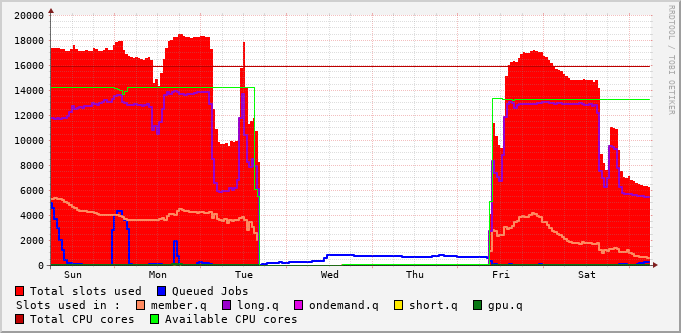 20000
18000
16000
14000
12000
10000
8000
6000
4000
2000
0
Sun Mon Tue Wed Thu Fri Sat
RRDTOOL / TOBI OETIKER
Total slots used Queued Jobs
Slots used in : member.q long.q ondemand.q short.q gpu.q
Total CPU cores Available CPU cores